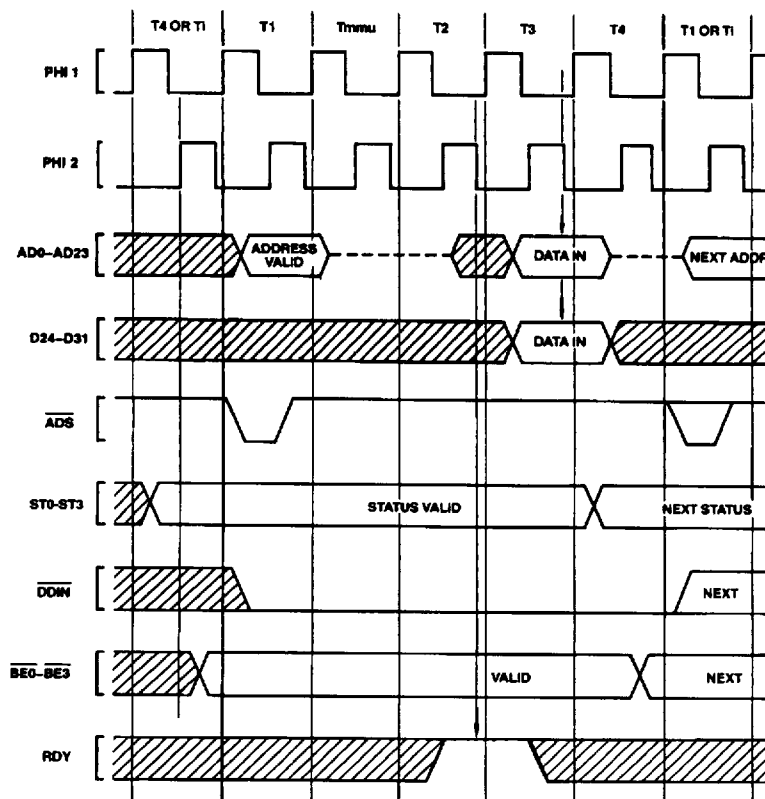 T4 OR Ti T1 Tmmu T2 T3 T4 T1 OR Ti
PHI 1
PHI 2
AD0–AD23 ADDRESS VALID DATA IN NEXT ADDR
D24–D31 DATA IN
ADS
ST0-ST3 STATUS VALID NEXT STATUS
DDIN NEXT
BE0–BE3 VALID NEXT
RDY